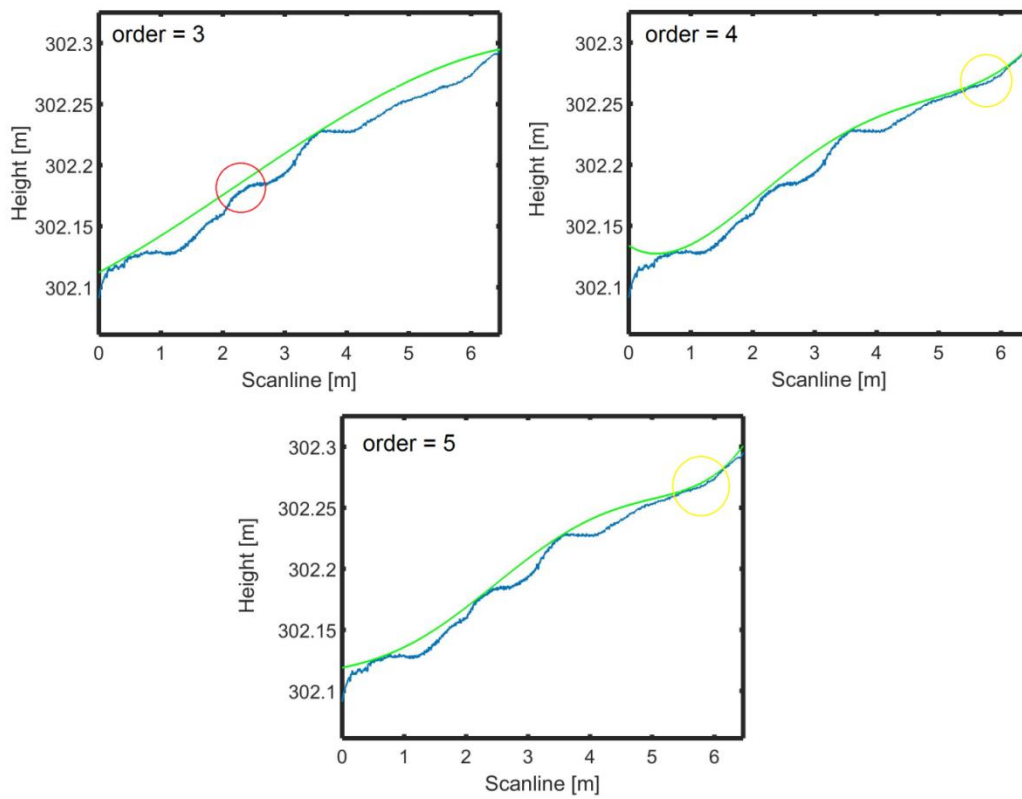 order = 3
Height [m]
302.3
302.25
302.2
302.15
302.1
0 1 2 3 4 5 6
Scanline [m]
order = 4
Height [m]
302.3
302.25
302.2
302.15
302.1
0 1 2 3 4 5 6
Scanline [m]
order = 5
Height [m]
302.3
302.25
302.2
302.15
302.1
0 1 2 3 4 5 6
Scanline [m]